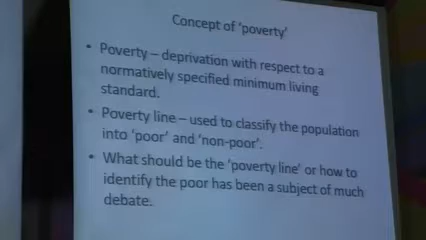 Concept of 'poverty'
• Poverty – deprivation with respect to a
normatively specified minimum living
standard.
• Poverty line – used to classify the population
into 'poor' and 'non-poor'.
• What should be the 'poverty line' or how to
identify the poor has been a subject of much
debate.